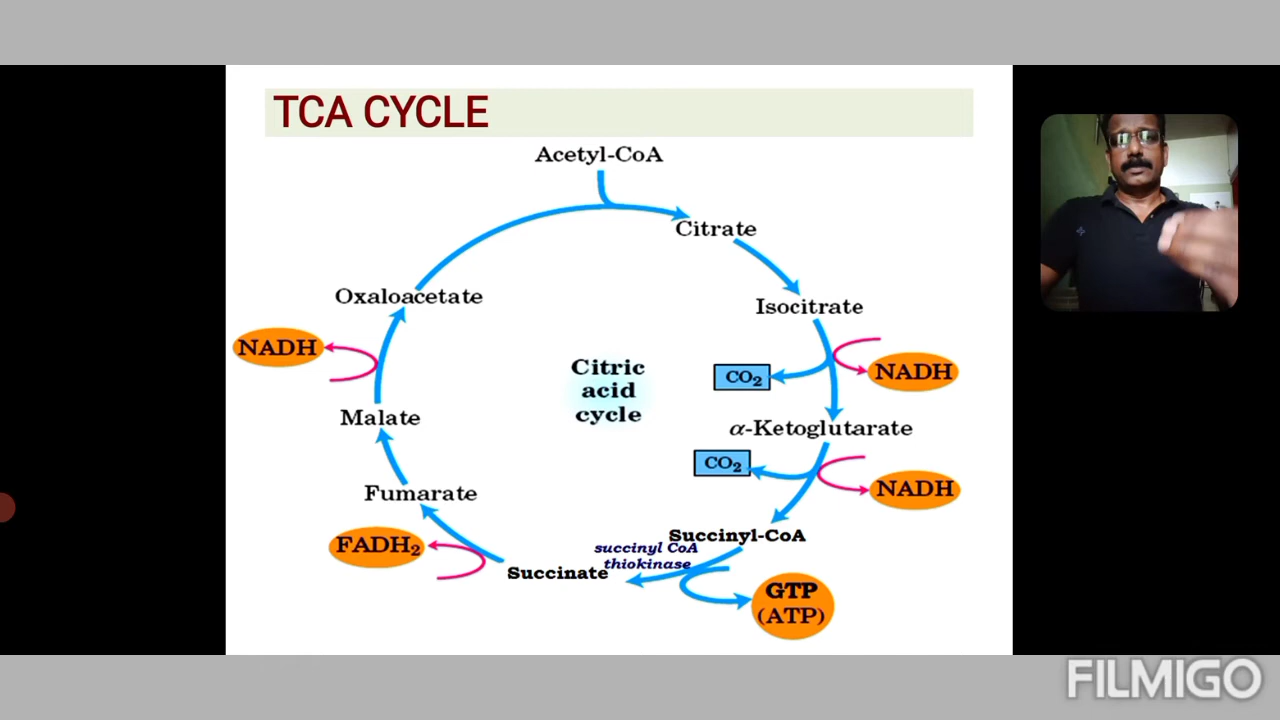 TCA CYCLE
Acetyl-CoA
Citrate
Isocitrate
NADH
CO₂
α-Ketoglutarate
CO₂
NADH
Succinyl-CoA
succinyl CoA
thiokinase
GTP
(ATP)
Succinate
FADH₂
Fumarate
Malate
NADH
Oxaloacetate
Citric
acid
cycle
FILMIGO